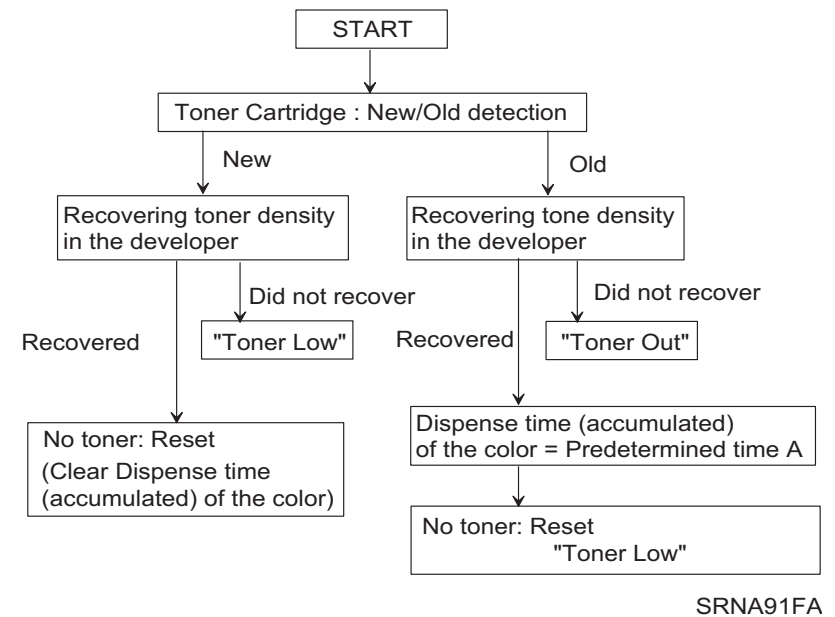 START
Toner Cartridge : New/Old detection
New
Old
Recovering toner density
in the developer
Recovering tone density
in the developer
Did not recover
Did not recover
Recovered
"Toner Low"
Recovered
"Toner Out"
No toner: Reset
(Clear Dispense time
(accumulated) of the color)
Dispense time (accumulated)
of the color = Predetermined time A
No toner: Reset
"Toner Low"
SRNA91FA